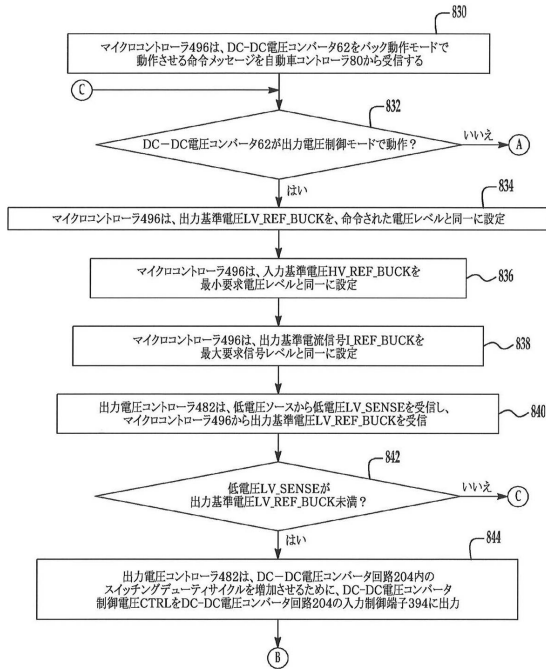 830
マイクロコントローラ496は、DC-DC電圧コンバータ62をバック動作モードで
動作させる命令メッセージを自動車コントローラ80から受信する
C
832
DC−DC電圧コンバータ62が出力電圧制御モードで動作？
いいえ
A
はい
834
マイクロコントローラ496は、出力基準電圧LV_REF_BUCKを、命令された電圧レベルと同一に設定
マイクロコントローラ496は、入力基準電圧HV_REF_BUCKを
最小要求電圧レベルと同一に設定
836
マイクロコントローラ496は、出力基準電流信号I_REF_BUCKを
最大要求信号レベルと同一に設定
838
出力電圧コントローラ482は、低電圧ソースから低電圧LV_SENSEを受信し、
マイクロコントローラ496から出力基準電圧LV_REF_BUCKを受信
840
842
低電圧LV_SENSEが
出力基準電圧LV_REF_BUCK未満？
いいえ
C
はい
844
出力電圧コントローラ482は、DC−DC電圧コンバータ回路204内の
スイッチングデューティサイクルを増加させるために、DC-DC電圧コンバータ
制御電圧CTRLをDC-DC電圧コンバータ回路204の入力制御端子394に出力
B